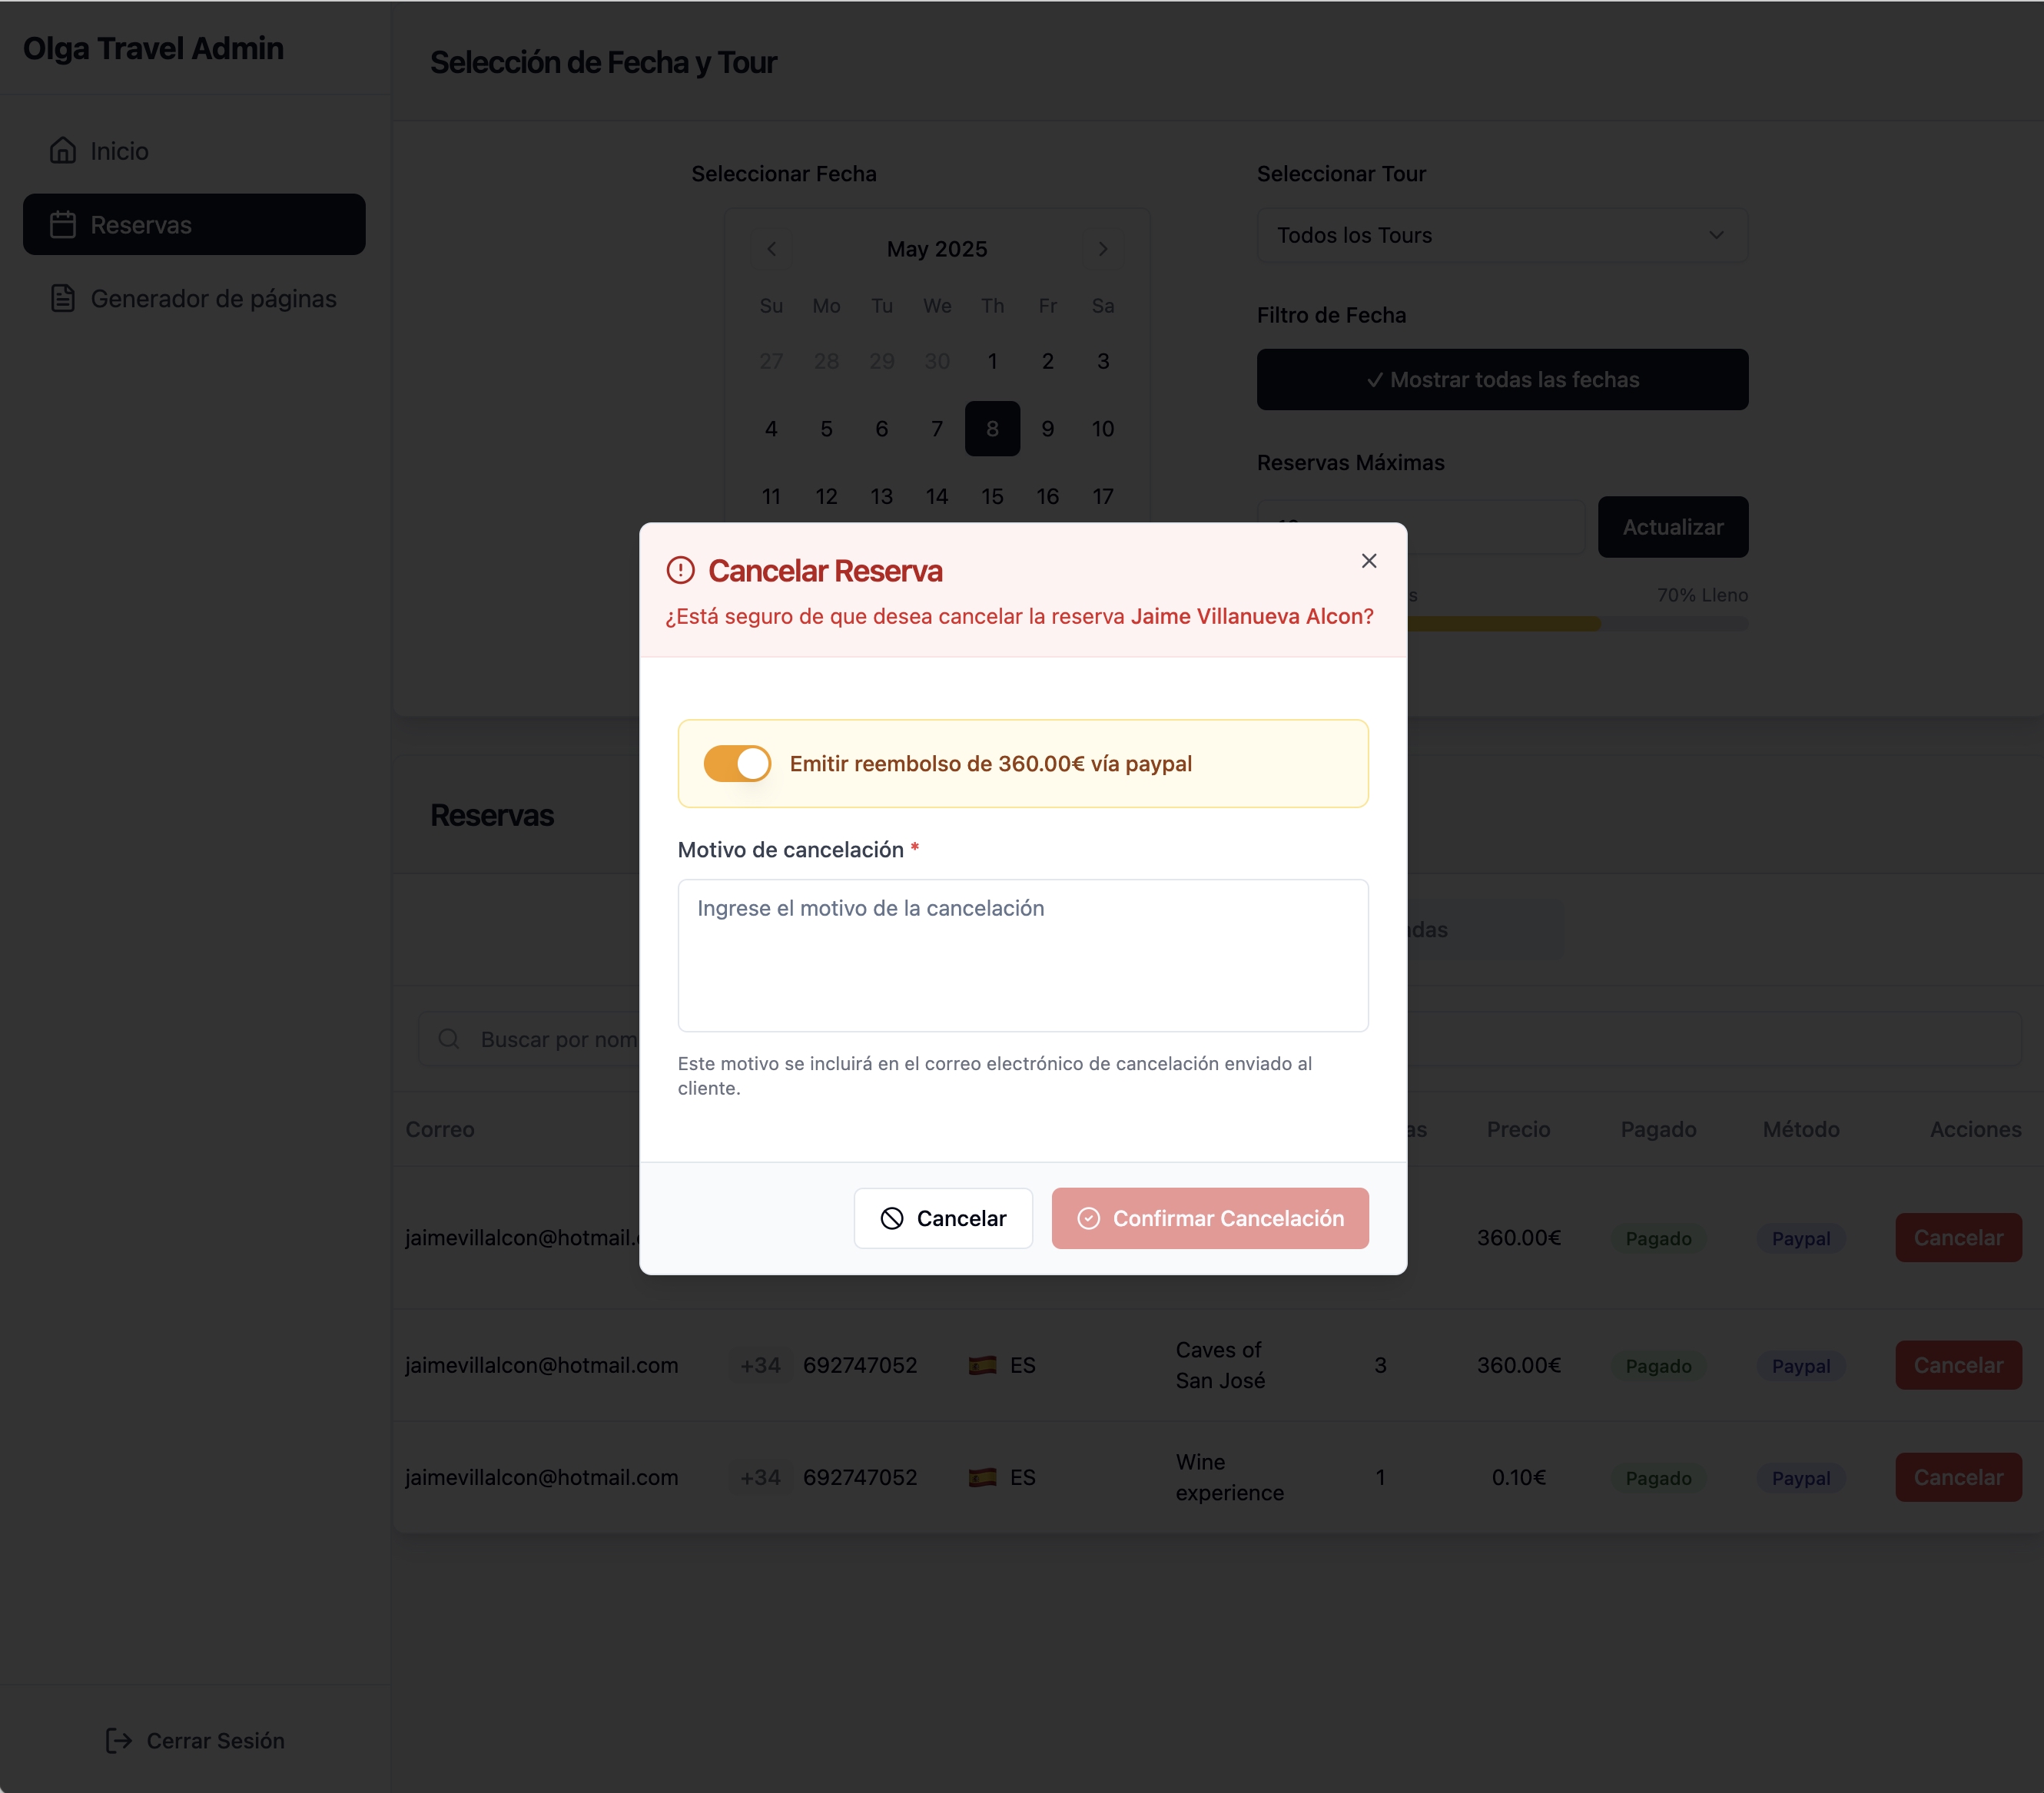 Olga Travel Admin
Inicio
Reservas
Generador de páginas
Cerrar Sesión
Selección de Fecha y Tour
Seleccionar Fecha
May 2025
Su Mo Tu We Th Fr Sa
27 28 29 30 1 2 3
4 5 6 7 8 9 10
11 12 13 14 15 16 17
Seleccionar Tour
Todos los Tours
Filtro de Fecha
✓ Mostrar todas las fechas
Reservas Máximas
Actualizar
70% Lleno
Cancelar Reserva
¿Está seguro de que desea cancelar la reserva Jaime Villanueva Alcon?
Emitir reembolso de 360.00€ vía paypal
Motivo de cancelación *
Ingrese el motivo de la cancelación
Este motivo se incluirá en el correo electrónico de cancelación enviado al
cliente.
Cancelar
Confirmar Cancelación
Reservas
Buscar por nom
Correo Precio Pagado Método Acciones
jaimevillalcon@hotmail. 360.00€ Pagado Paypal Cancelar
jaimevillalcon@hotmail.com +34 692747052 ES Caves of
San José 3 360.00€ Pagado Paypal Cancelar
jaimevillalcon@hotmail.com +34 692747052 ES Wine
experience 1 0.10€ Pagado Paypal Cancelar